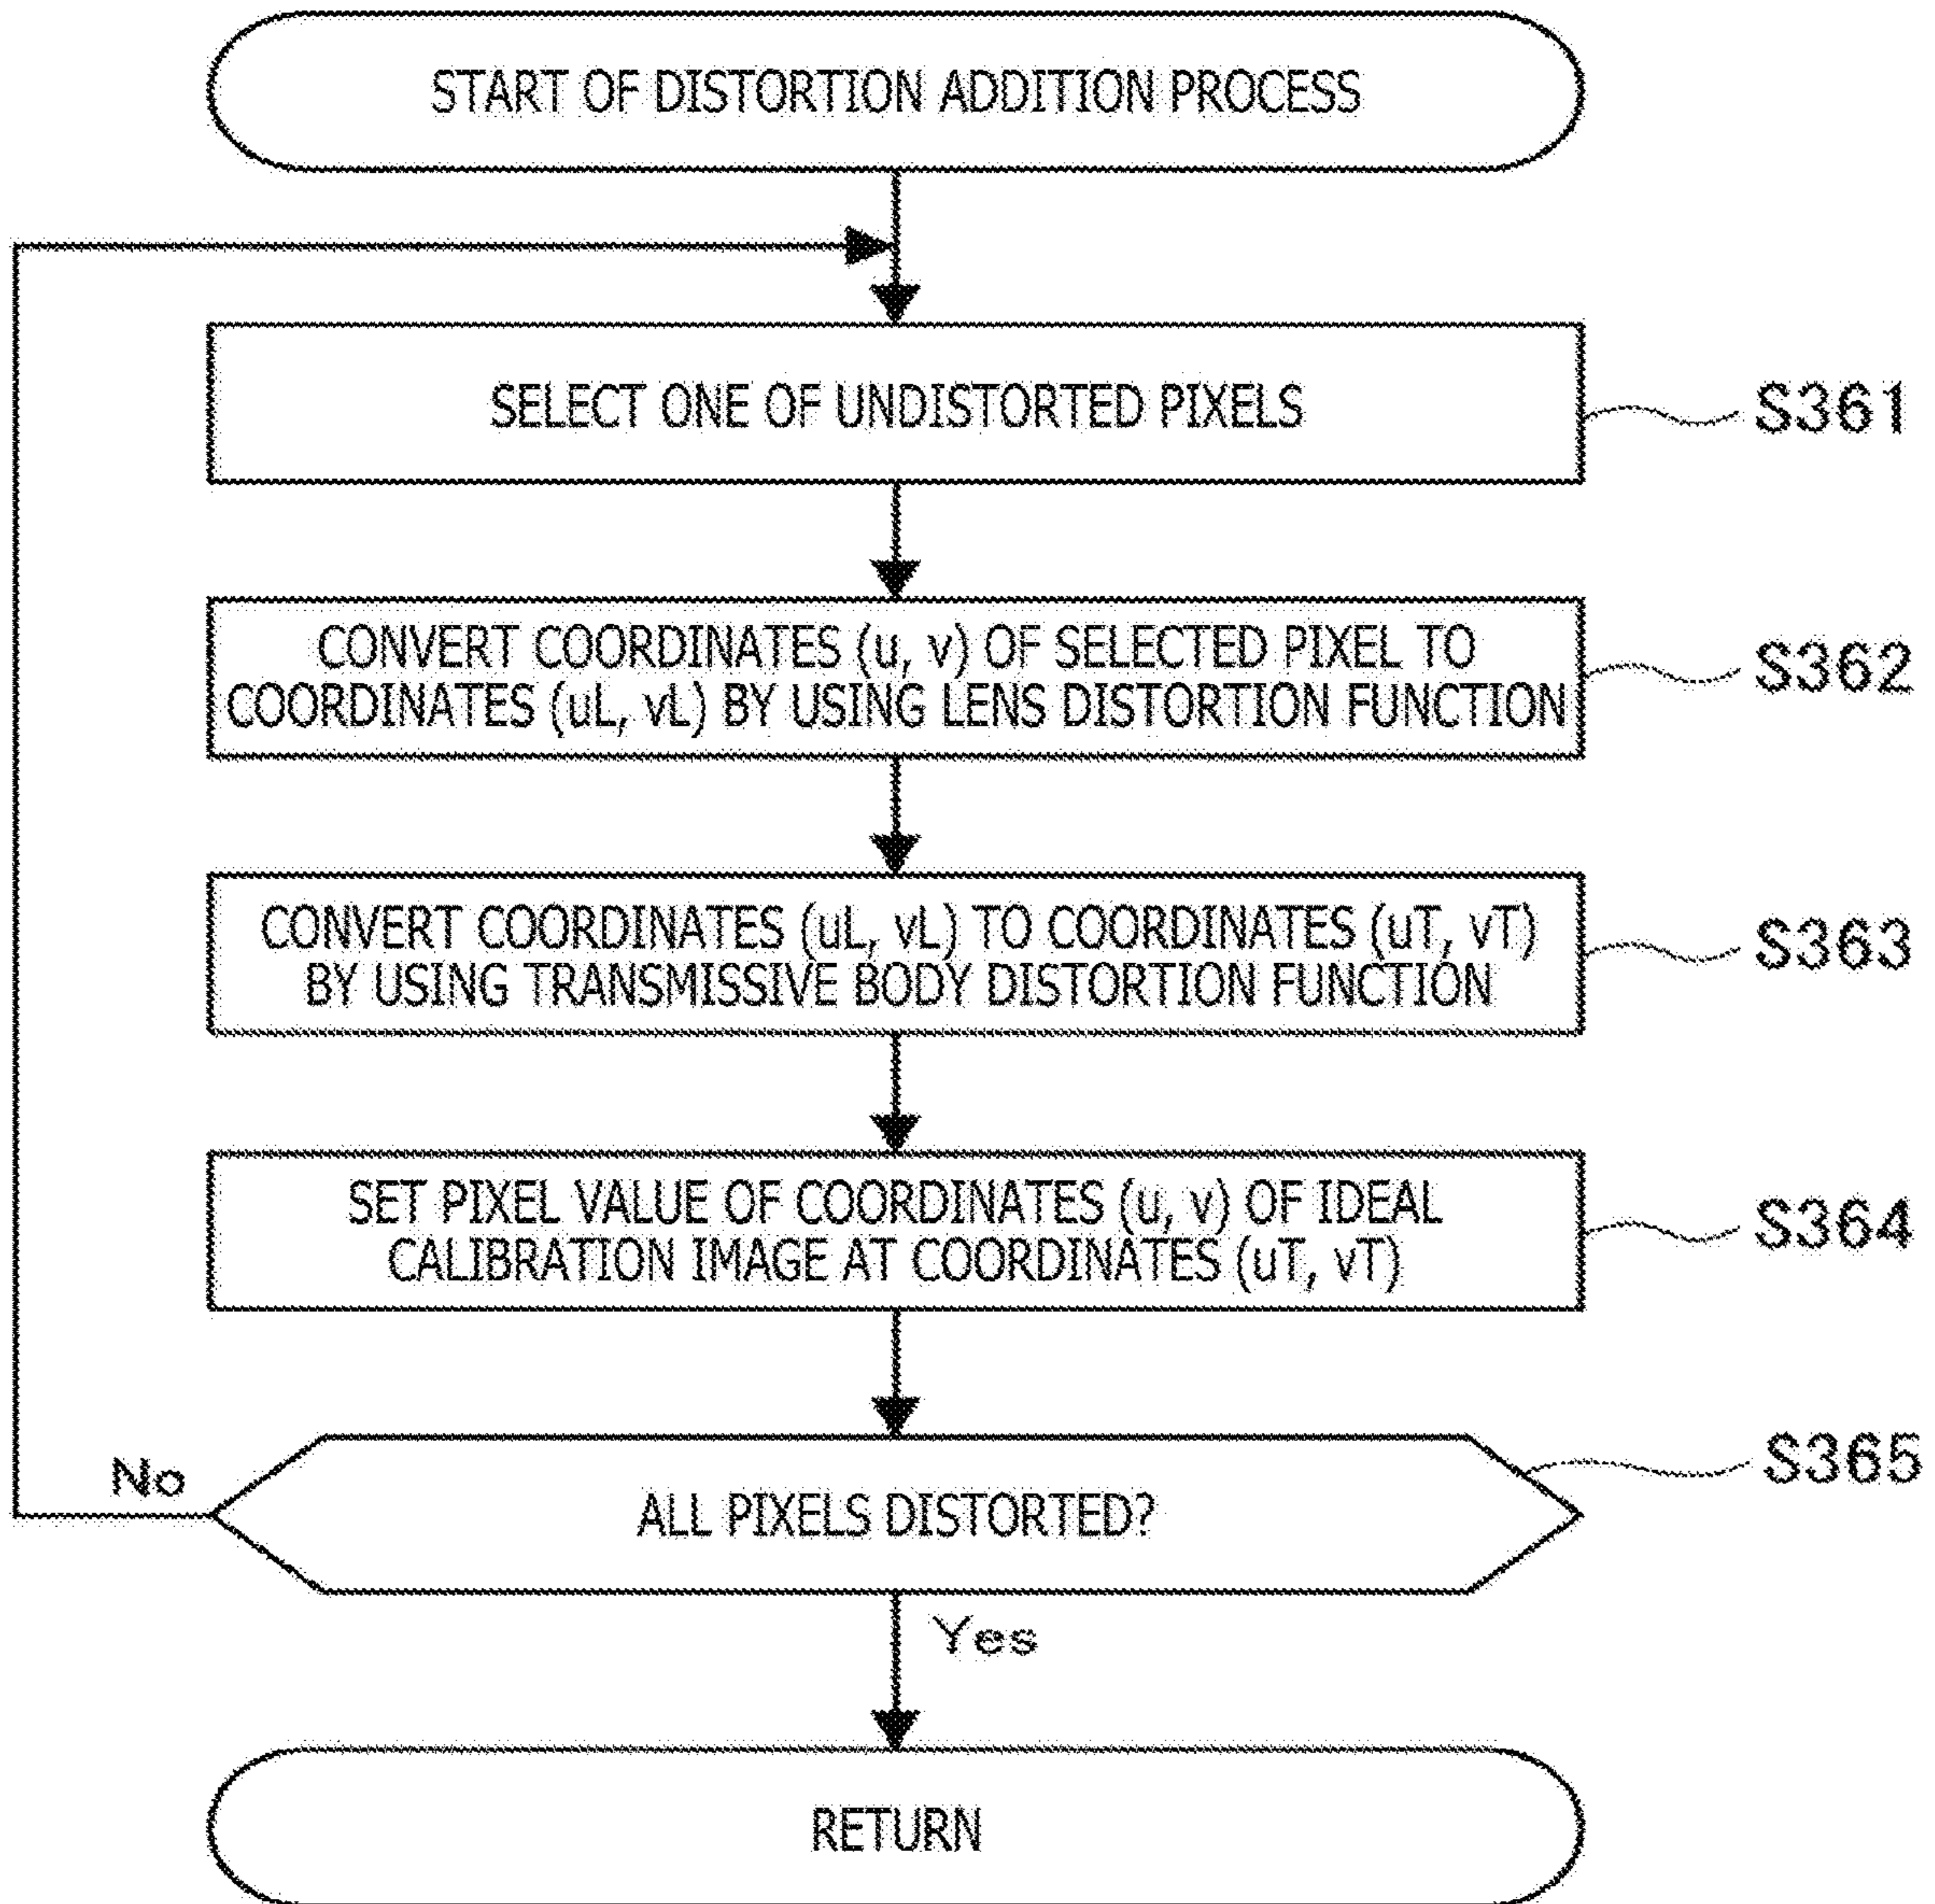 START OF DISTORTION ADDITION PROCESS
SELECT ONE OF UNDISTORTED PIXELS
S361
CONVERT COORDINATES (u, v) OF SELECTED PIXEL TO
COORDINATES (uL, vL) BY USING LENS DISTORTION FUNCTION
S362
CONVERT COORDINATES (uL, vL) TO COORDINATES (uT, vT)
BY USING TRANSMISSIVE BODY DISTORTION FUNCTION
S363
SET PIXEL VALUE OF COORDINATES (u, v) OF IDEAL
CALIBRATION IMAGE AT COORDINATES (uT, vT)
S364
No
ALL PIXELS DISTORTED?
S365
Yes
RETURN